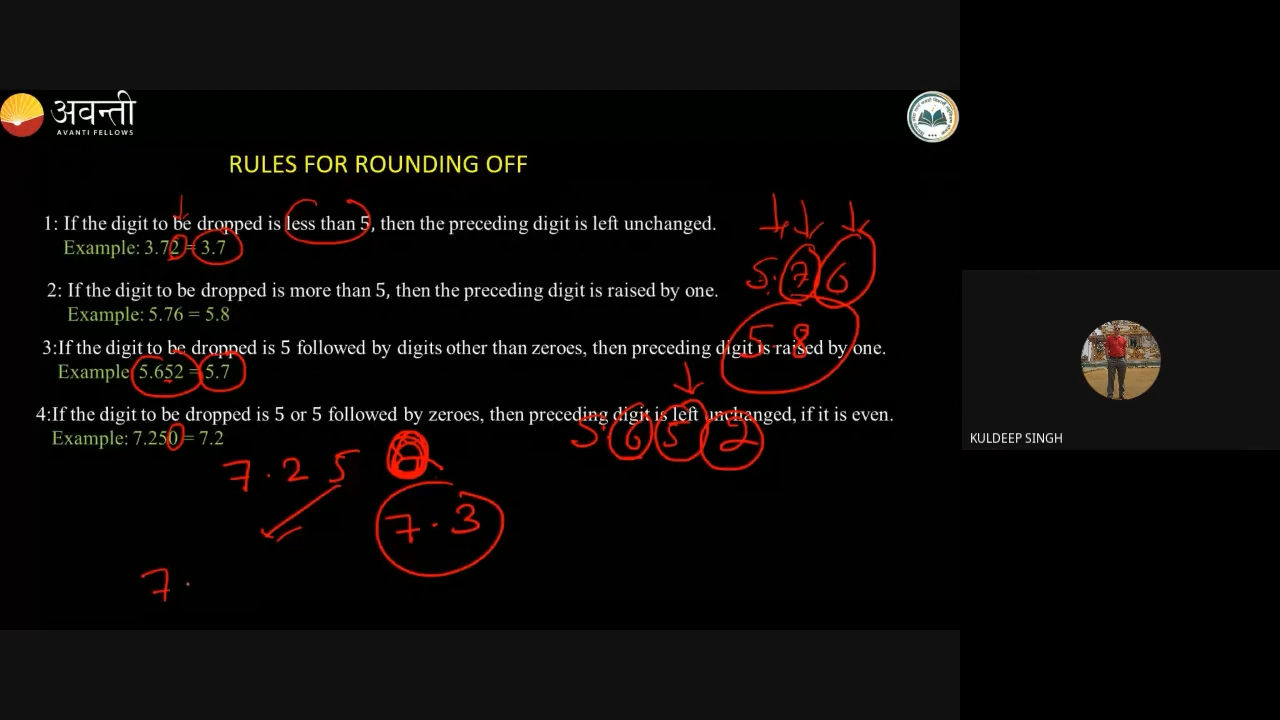 अवन्ती
AVANTI FELLOWS
RULES FOR ROUNDING OFF
1: If the digit to be dropped is less than 5, then the preceding digit is left unchanged.
Example: 3.72 = 3.7
5.76
2: If the digit to be dropped is more than 5, then the preceding digit is raised by one.
Example: 5.76 = 5.8
5.8
3:If the digit to be dropped is 5 followed by digits other than zeroes, then preceding digit is raised by one.
Example: 5.652 = 5.7
4:If the digit to be dropped is 5 or 5 followed by zeroes, then preceding digit is left unchanged, if it is even.
Example: 7.250 = 7.2
5.652
7.25
7.3
7.
KULDEEP SINGH